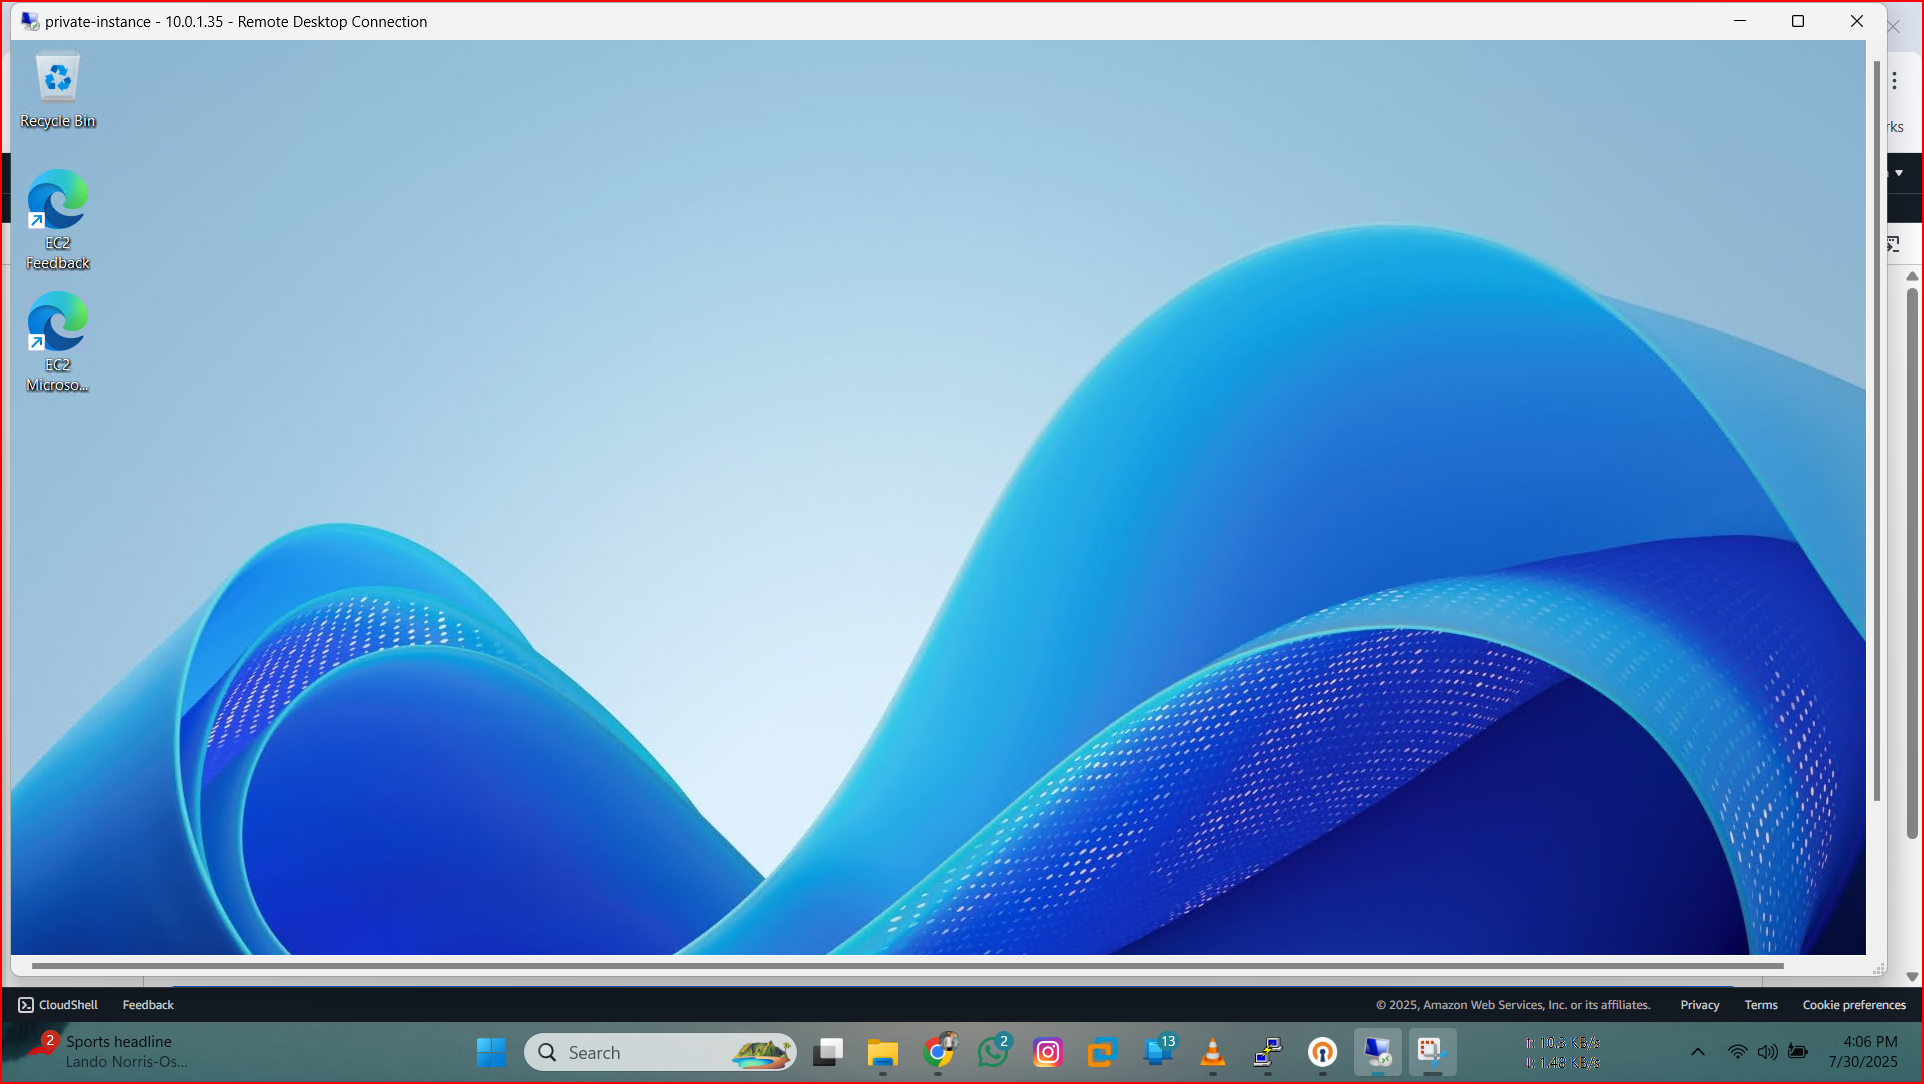 private-instance - 10.0.1.35 - Remote Desktop Connection
Recycle Bin
rks
EC2
Feedback
EC2
Microso...
CloudShell
Feedback
© 2025, Amazon Web Services, Inc. or its affiliates.
Privacy
Terms
Cookie preferences
2
Sports headline
Lando Norris-Os...
Search
2
13
10.3 KB/s
1.48 KB/s
4:06 PM
7/30/2025